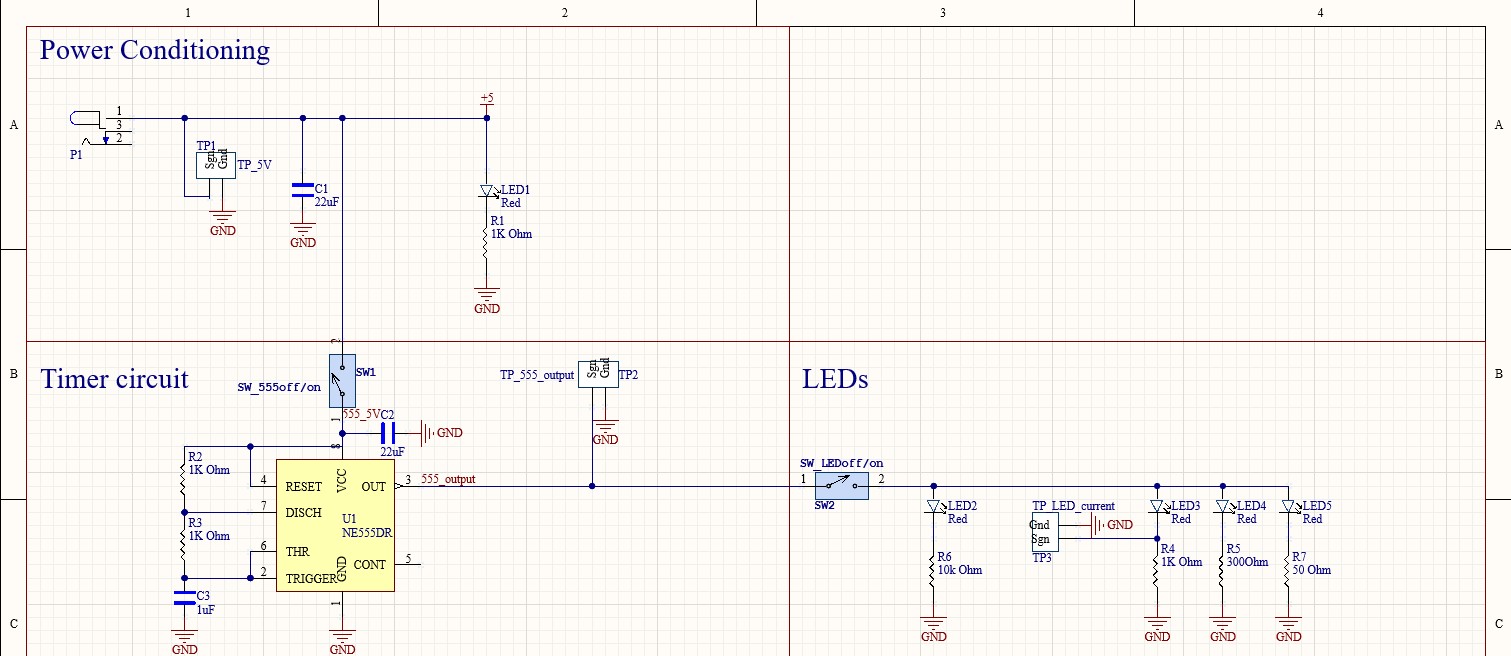 1 2 3 4
Power Conditioning
A
A
P1
1
3
2
TP1
Sgn
Gnd
TP_5V
GND
C1
22uF
GND
+5
LED1
Red
R1
1K Ohm
GND
B
B
Timer circuit
2
SW1
SW_555off/on
1
555_5V
C2
22uF
GND
8
R2
1K Ohm
R3
1K Ohm
C3
1uF
GND
4 RESET
7 DISCH
6 THR
2 TRIGGER
VCC
OUT 3
U1
NE555DR
CONT 5
GND
1
GND
555_output
TP_555_output
Sgn
Gnd
TP2
GND
LEDs
SW_LEDoff/on
1 2
SW2
LED2
Red
R6
10k Ohm
GND
TP_LED_current
Gnd
Sgn
TP3
GND
LED3
Red
R4
1K Ohm
GND
LED4
Red
R5
300Ohm
GND
LED5
Red
R7
50 Ohm
GND
C
C